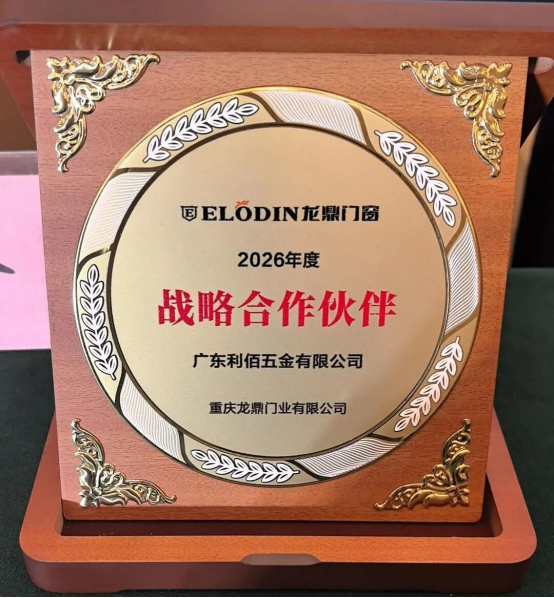 ELODIN龙鼎门窗
2026年度
战略合作伙伴
广东利佰五金有限公司
重庆龙鼎门业有限公司